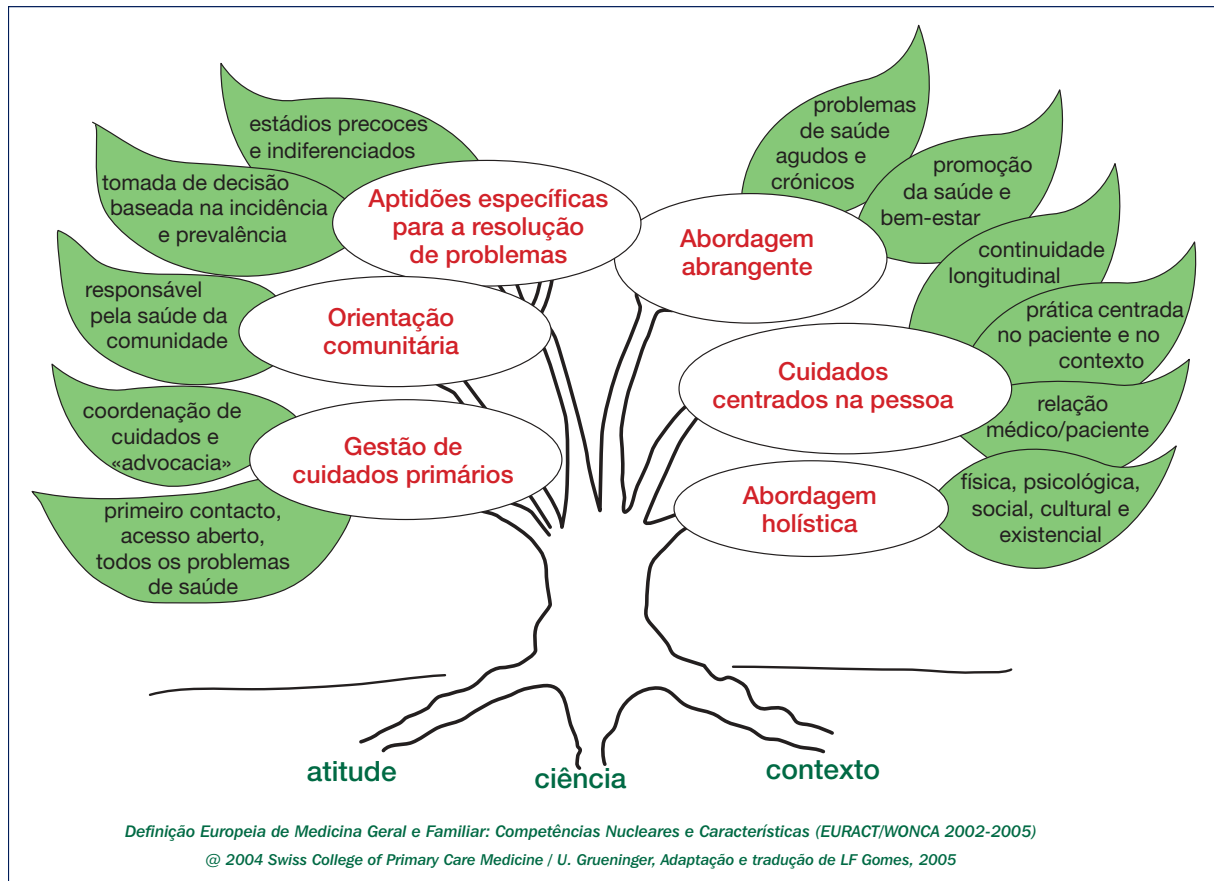 estádios precoces
e indiferenciados
tomada de decisão
baseada na incidência
e prevalência
Aptidões específicas
para a resolução
de problemas
responsável
pela saúde da
comunidade
Orientação
comunitária
coordenação de
cuidados e
«advocacia»
Gestão de
cuidados primários
primeiro contacto,
acesso aberto,
todos os problemas
de saúde
problemas
de saúde
agudos e
crónicos
promoção
da saúde e
bem-estar
Abordagem
abrangente
continuidade
longitudinal
prática centrada
no paciente e no
contexto
Cuidados
centrados na pessoa
relação
médico/paciente
Abordagem
holística
física, psicológica,
social, cultural e
existencial
atitude
ciência
contexto
Definição Europeia de Medicina Geral e Familiar: Competências Nucleares e Características (EURACT/WONCA 2002-2005)
@ 2004 Swiss College of Primary Care Medicine / U. Grueninger, Adaptação e tradução de LF Gomes, 2005